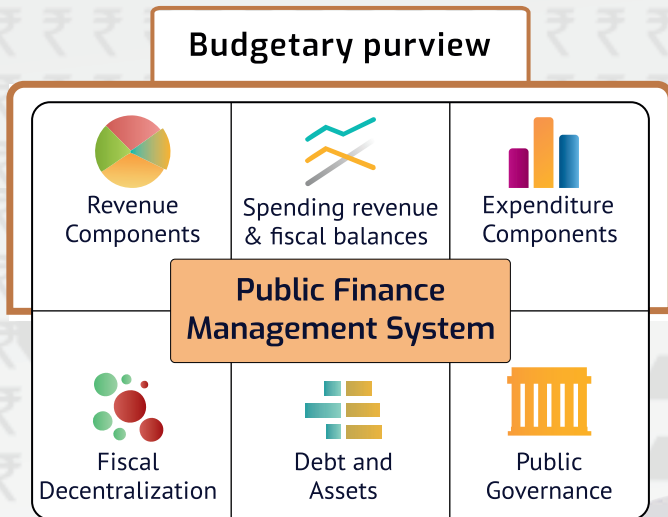 Budgetary purview
Revenue
Components
Spending revenue
& fiscal balances
Expenditure
Components
Public Finance
Management System
Fiscal
Decentralization
Debt and
Assets
Public
Governance